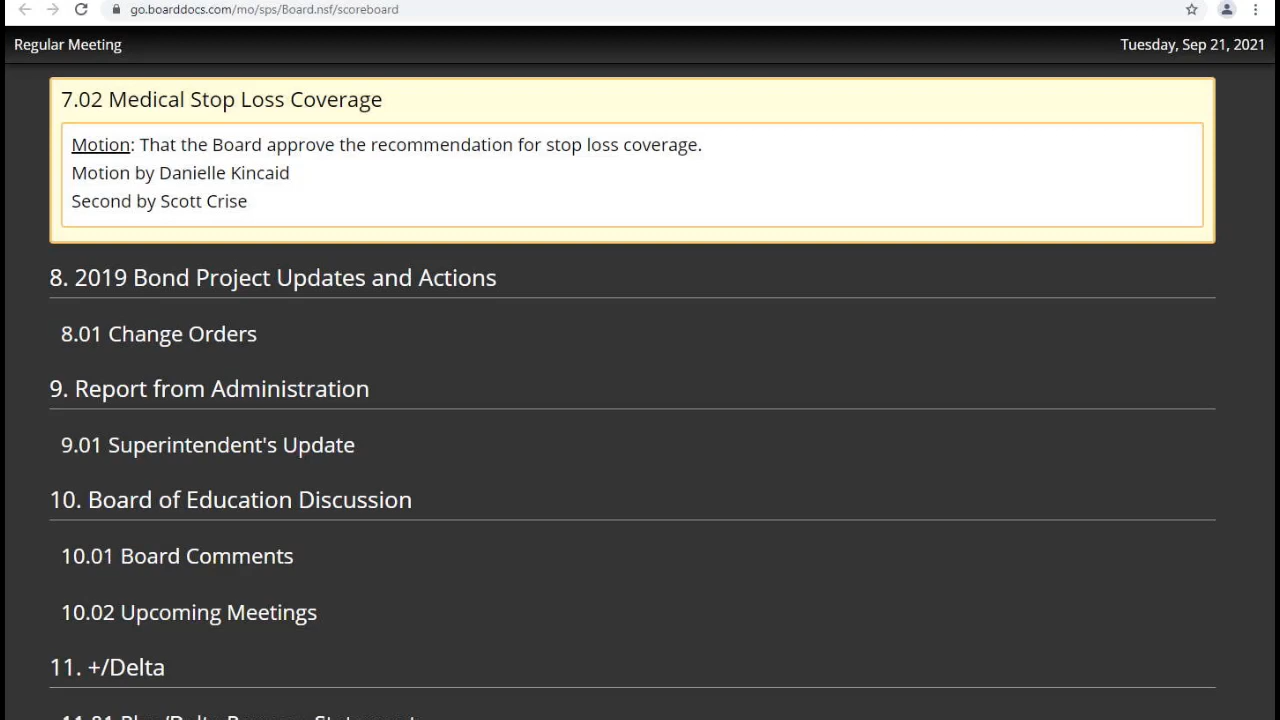 go.boarddocs.com/mo/sps/Board.nsf/scoreboard
Regular Meeting
Tuesday, Sep 21, 2021
7.02 Medical Stop Loss Coverage
Motion: That the Board approve the recommendation for stop loss coverage.
Motion by Danielle Kincaid
Second by Scott Crise
8. 2019 Bond Project Updates and Actions
8.01 Change Orders
9. Report from Administration
9.01 Superintendent's Update
10. Board of Education Discussion
10.01 Board Comments
10.02 Upcoming Meetings
11. +/Delta